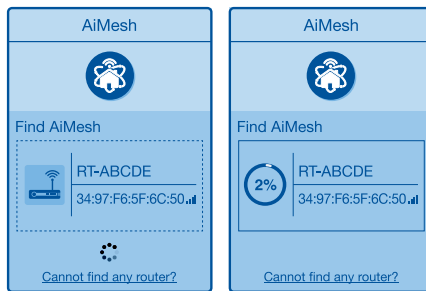 AiMesh
Find AiMesh
RT-ABCDE
34:97:F6:5F:6C:50
Cannot find any router?
AiMesh
Find AiMesh
2%
RT-ABCDE
34:97:F6:5F:6C:50
Cannot find any router?